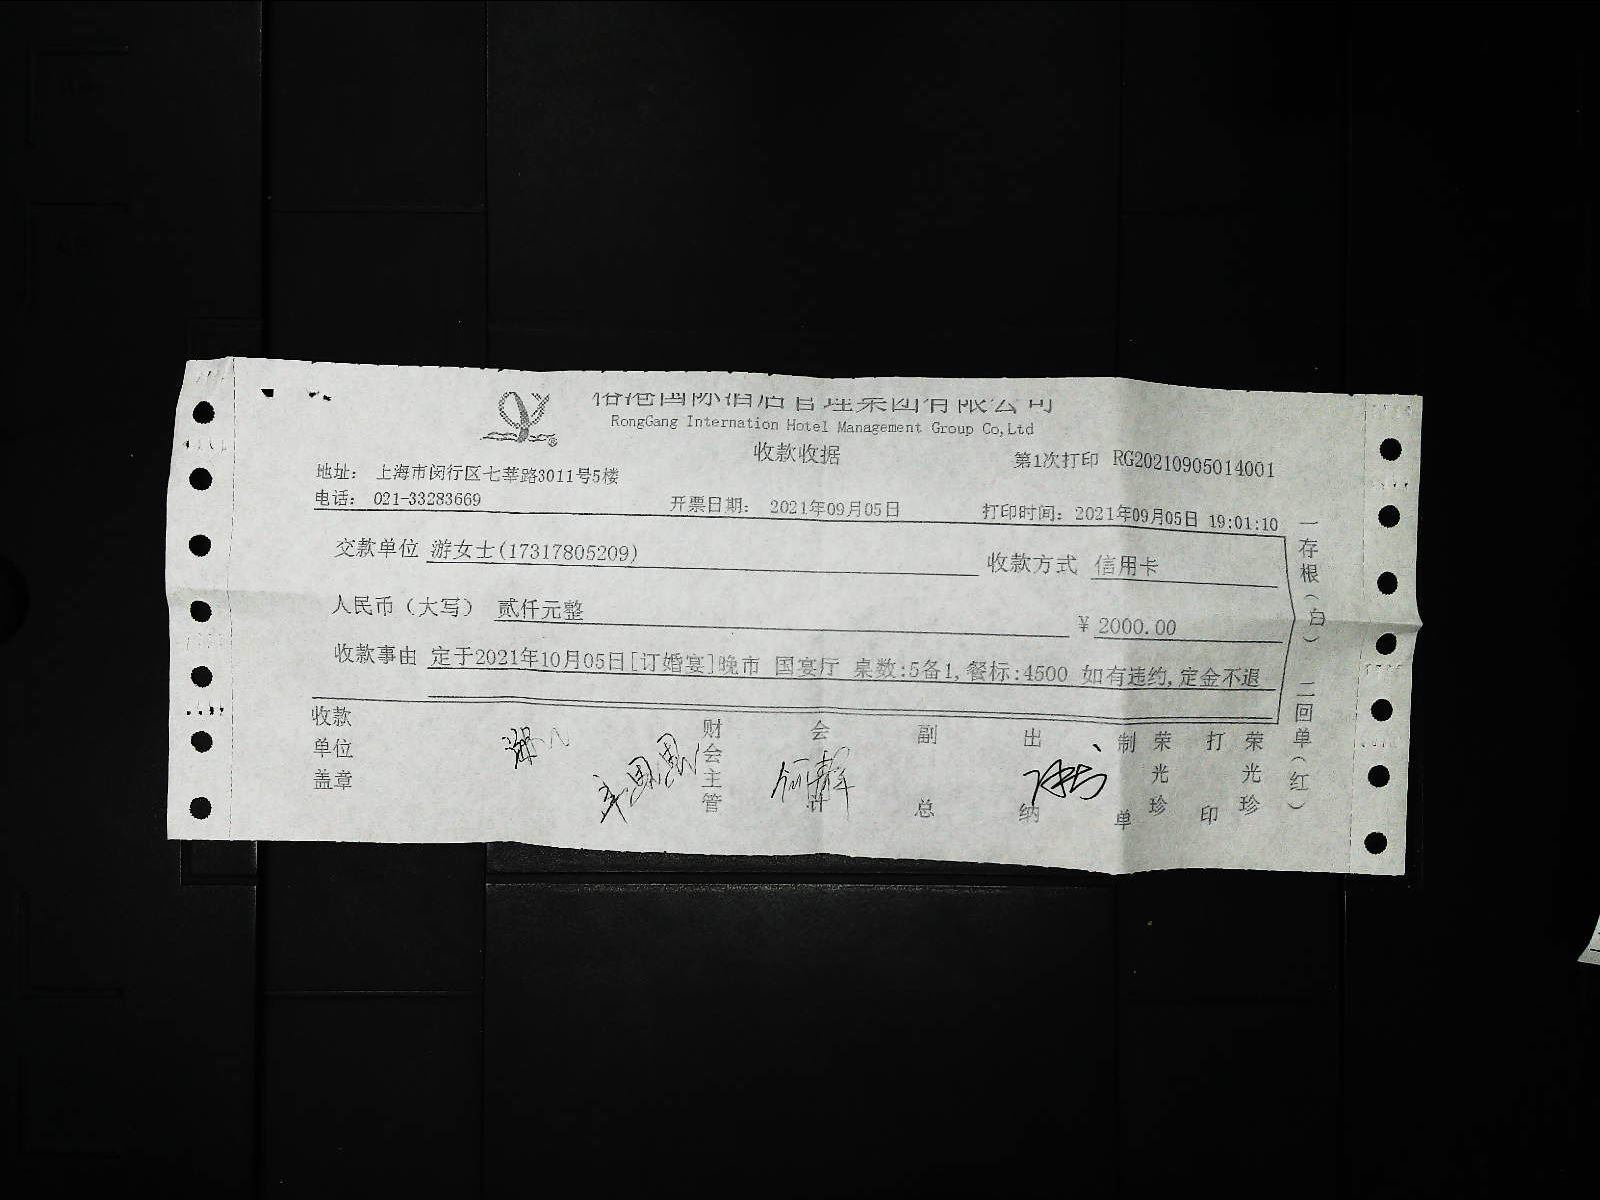 榕港国际酒店管理集团有限公司
RongGang Internation Hotel Management Group Co,Ltd
收款收据
第1次打印 RG20210905014001
地址: 上海市闵行区七莘路3011号5楼
电话: 021-33283669 开票日期: 2021年09月05日 打印时间: 2021年09月05日 19:01:10
交款单位 游女士(17317805209) 收款方式 信用卡
人民币(大写) 贰仟元整 ¥ 2000.00
收款事由 定于2021年10月05日[订婚宴]晚市 国宴厅 桌数:5备1,餐标:4500 如有违约,定金不退
收款单位盖章 财会主管 会计 副总 出纳 制单 荣光珍 打印 荣光珍
一存根(白) 二回单(红)